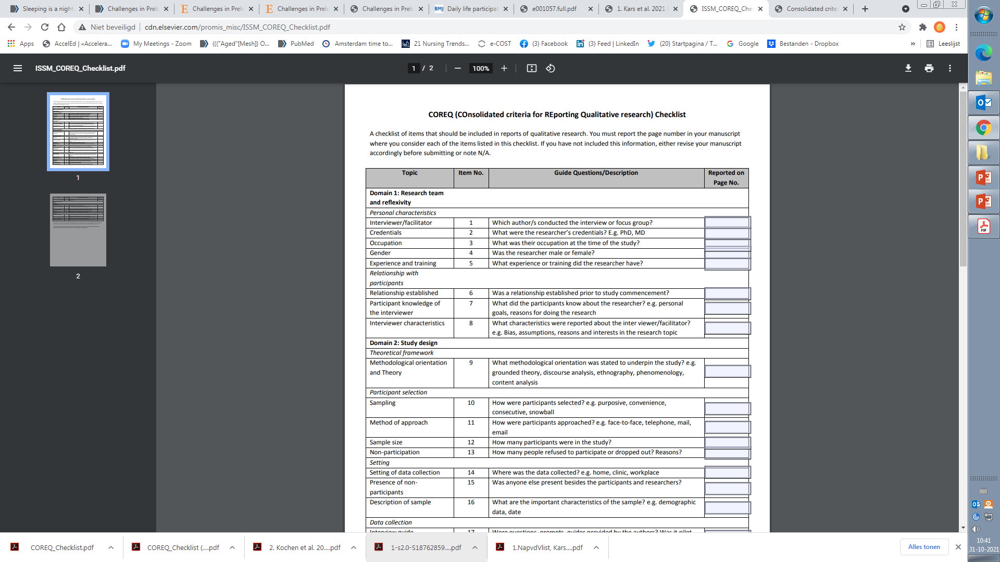 Sleeping is a night
Challenges in Prelo
Challenges in Prelo
Challenges in Prelo
Challenges in Prelo
BMJ Daily life participat
e001057.full.pdf
1. Kars et al. 2021
ISSM_COREQ_Che
Consolidated criter
Niet beveiligd cdn.elsevier.com/promis_misc/ISSM_COREQ_Checklist.pdf
Apps AccelEd | «Accelera... My Meetings - Zoom ((("Aged"[Mesh]) O... PubMed Amsterdam time to... 21 Nursing Trends... e-COST (3) Facebook (3) Feed | LinkedIn (20) Startpagina / T... Google Bestanden - Dropbox » Leeslijst
ISSM_COREQ_Checklist.pdf 1 / 2 100%
1
2
COREQ (COnsolidated criteria for REporting Qualitative research) Checklist
A checklist of items that should be included in reports of qualitative research. You must report the page number in your manuscript
where you consider each of the items listed in this checklist. If you have not included this information, either revise your manuscript
accordingly before submitting or note N/A.
Topic Item No. Guide Questions/Description Reported on
Page No.
Domain 1: Research team
and reflexivity
Personal characteristics
Interviewer/facilitator 1 Which author/s conducted the interview or focus group?
Credentials 2 What were the researcher's credentials? E.g. PhD, MD
Occupation 3 What was their occupation at the time of the study?
Gender 4 Was the researcher male or female?
Experience and training 5 What experience or training did the researcher have?
Relationship with
participants
Relationship established 6 Was a relationship established prior to study commencement?
Participant knowledge of 7 What did the participants know about the researcher? e.g. personal
the interviewer goals, reasons for doing the research
Interviewer characteristics 8 What characteristics were reported about the inter viewer/facilitator?
e.g. Bias, assumptions, reasons and interests in the research topic
Domain 2: Study design
Theoretical framework
Methodological orientation 9 What methodological orientation was stated to underpin the study? e.g.
and Theory grounded theory, discourse analysis, ethnography, phenomenology,
content analysis
Participant selection
Sampling 10 How were participants selected? e.g. purposive, convenience,
consecutive, snowball
Method of approach 11 How were participants approached? e.g. face-to-face, telephone, mail,
email
Sample size 12 How many participants were in the study?
Non-participation 13 How many people refused to participate or dropped out? Reasons?
Setting
Setting of data collection 14 Where was the data collected? e.g. home, clinic, workplace
Presence of non- 15 Was anyone else present besides the participants and researchers?
participants
Description of sample 16 What are the important characteristics of the sample? e.g. demographic
data, date
Data collection
Interview guide 17 Were questions, prompts, guides provided by the authors? Was it pilot
COREQ_Checklist.pdf
COREQ_Checklist (....pdf
2. Kochen et al. 20....pdf
1-s2.0-S18762859....pdf
1.NapvdVlist, Kars....pdf
Alles tonen
10:41
31-10-2021